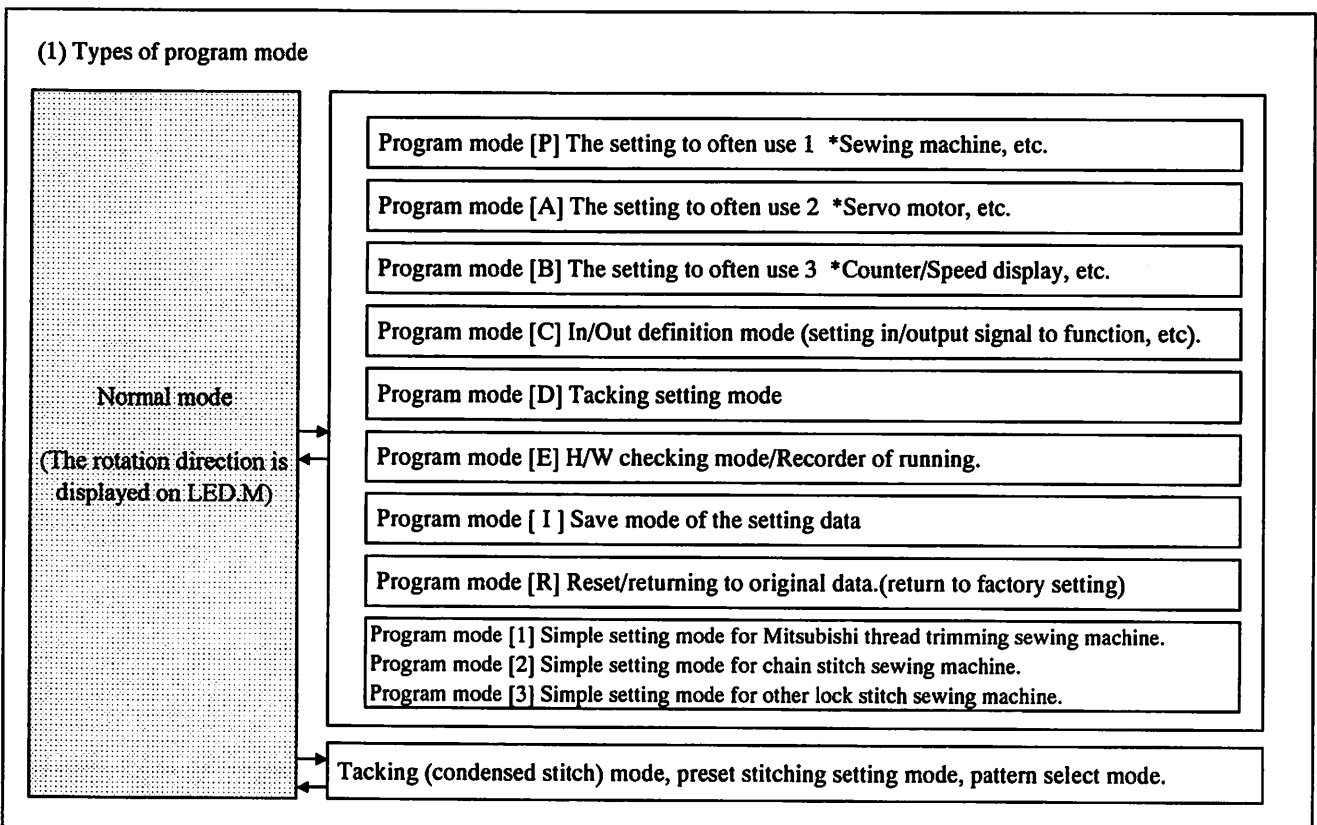 (1) Types of program mode
Normal mode
(The rotation direction is
displayed on LED.M)
Program mode [P] The setting to often use 1 *Sewing machine, etc.
Program mode [A] The setting to often use 2 *Servo motor, etc.
Program mode [B] The setting to often use 3 *Counter/Speed display, etc.
Program mode [C] In/Out definition mode (setting in/output signal to function, etc).
Program mode [D] Tacking setting mode
Program mode [E] H/W checking mode/Recorder of running.
Program mode [ I ] Save mode of the setting data
Program mode [R] Reset/returning to original data.(return to factory setting)
Program mode [1] Simple setting mode for Mitsubishi thread trimming sewing machine.
Program mode [2] Simple setting mode for chain stitch sewing machine.
Program mode [3] Simple setting mode for other lock stitch sewing machine.
Tacking (condensed stitch) mode, preset stitching setting mode, pattern select mode.